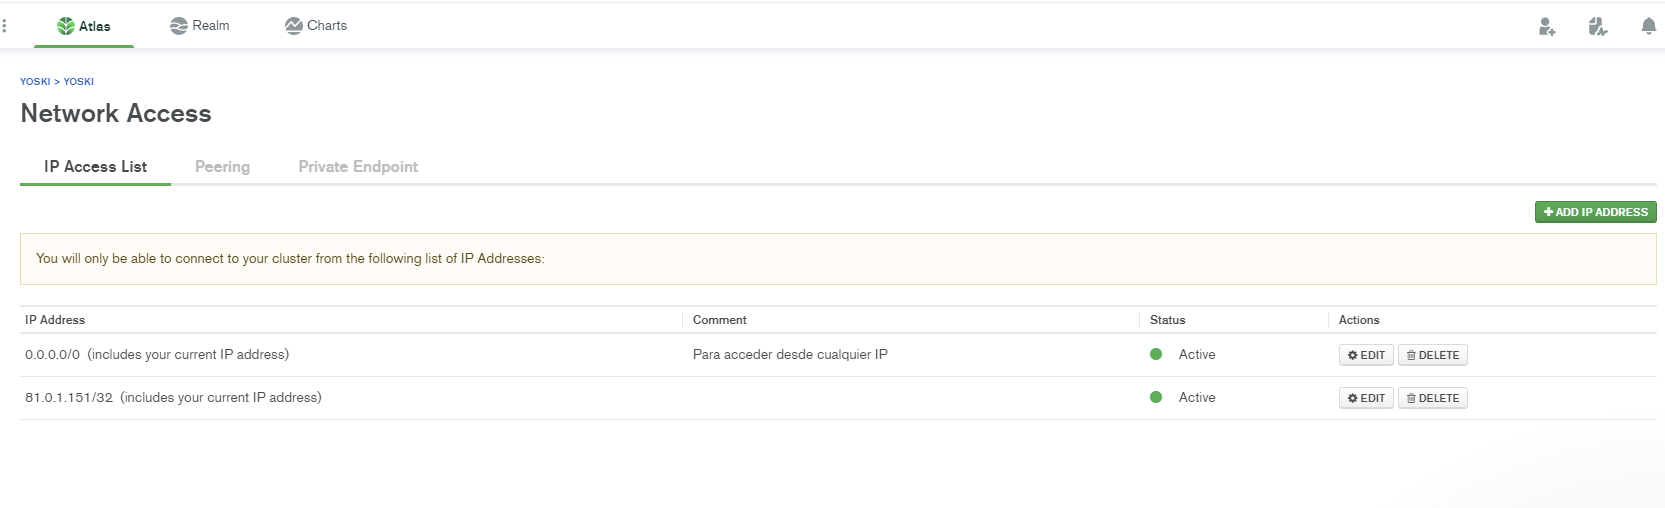 Atlas Realm Charts
YOSKI > YOSKI
Network Access
IP Access List Peering Private Endpoint
ADD IP ADDRESS
You will only be able to connect to your cluster from the following list of IP Addresses:
IP Address Comment Status Actions
0.0.0.0/0 (includes your current IP address) Para acceder desde cualquier IP Active EDIT DELETE
81.0.1.151/32 (includes your current IP address) Active EDIT DELETE